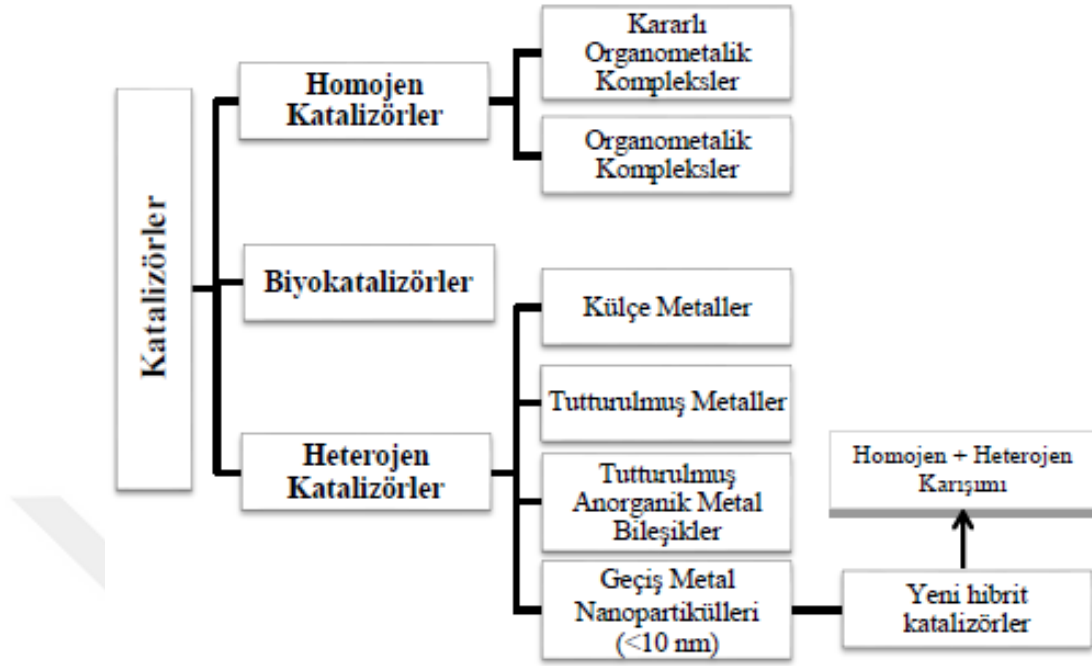 Katalizörler
Homojen
Katalizörler
Kararlı
Organometalik
Kompleksler
Organometalik
Kompleksler
Biyokatalizörler
Heterojen
Katalizörler
Külçe Metaller
Tutturulmuş Metaller
Tutturulmuş
Anorganik Metal
Bileşikler
Geçiş Metal
Nanopartikülleri
(<10 nm)
Homojen + Heterojen
Karışımı
Yeni hibrit
katalizörler